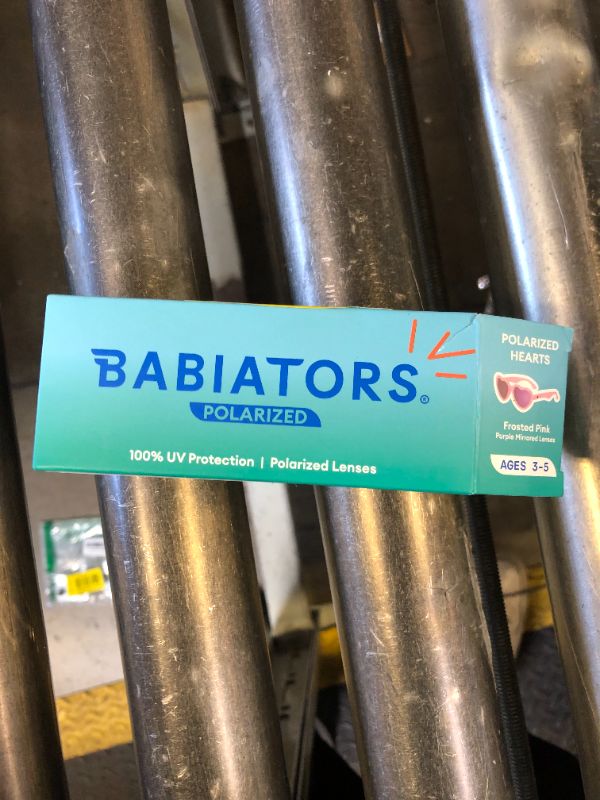 BABIATORS®
POLARIZED
100% UV Protection | Polarized Lenses
POLARIZED
HEARTS
Frosted Pink
Purple Mirrored Lenses
AGES 3-5